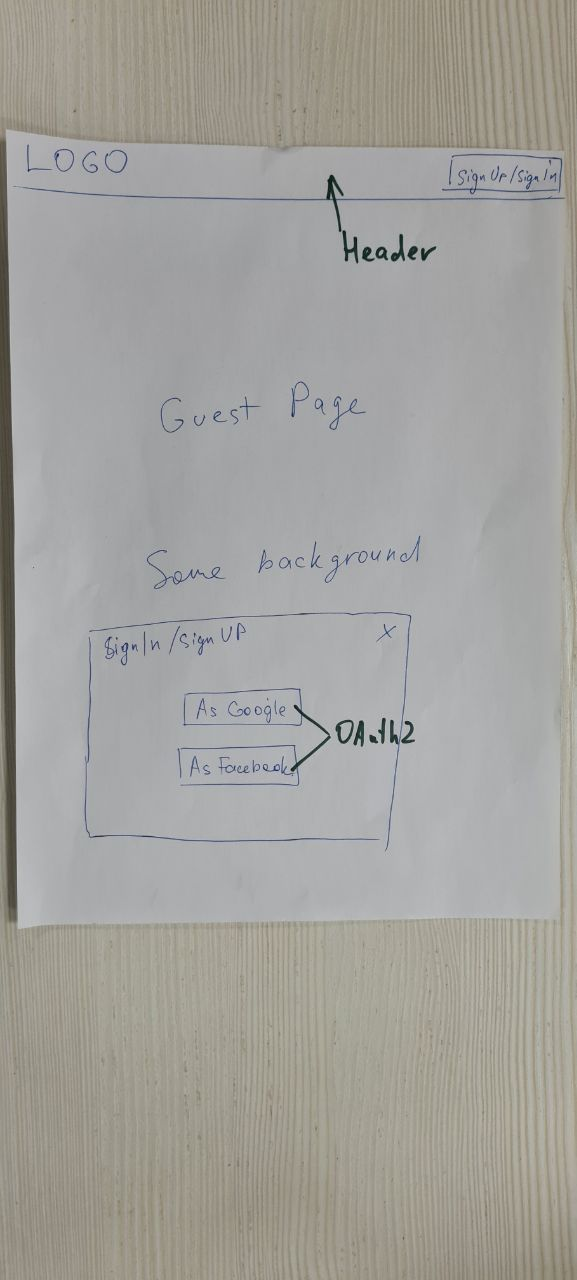 LOGO
Sign Up/Sign In
Header
Guest Page
Some background
Sign In / Sign UP
X
As Google
OAuth2
As Facebook